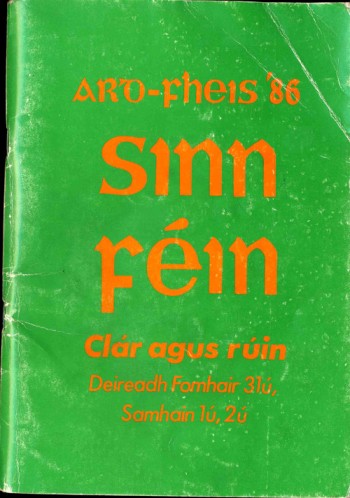 ARD-fheis '86
sinn
féin
Clár agus rúin
Deireadh Fomhair 31ú,
Samhain 1ú, 2ú